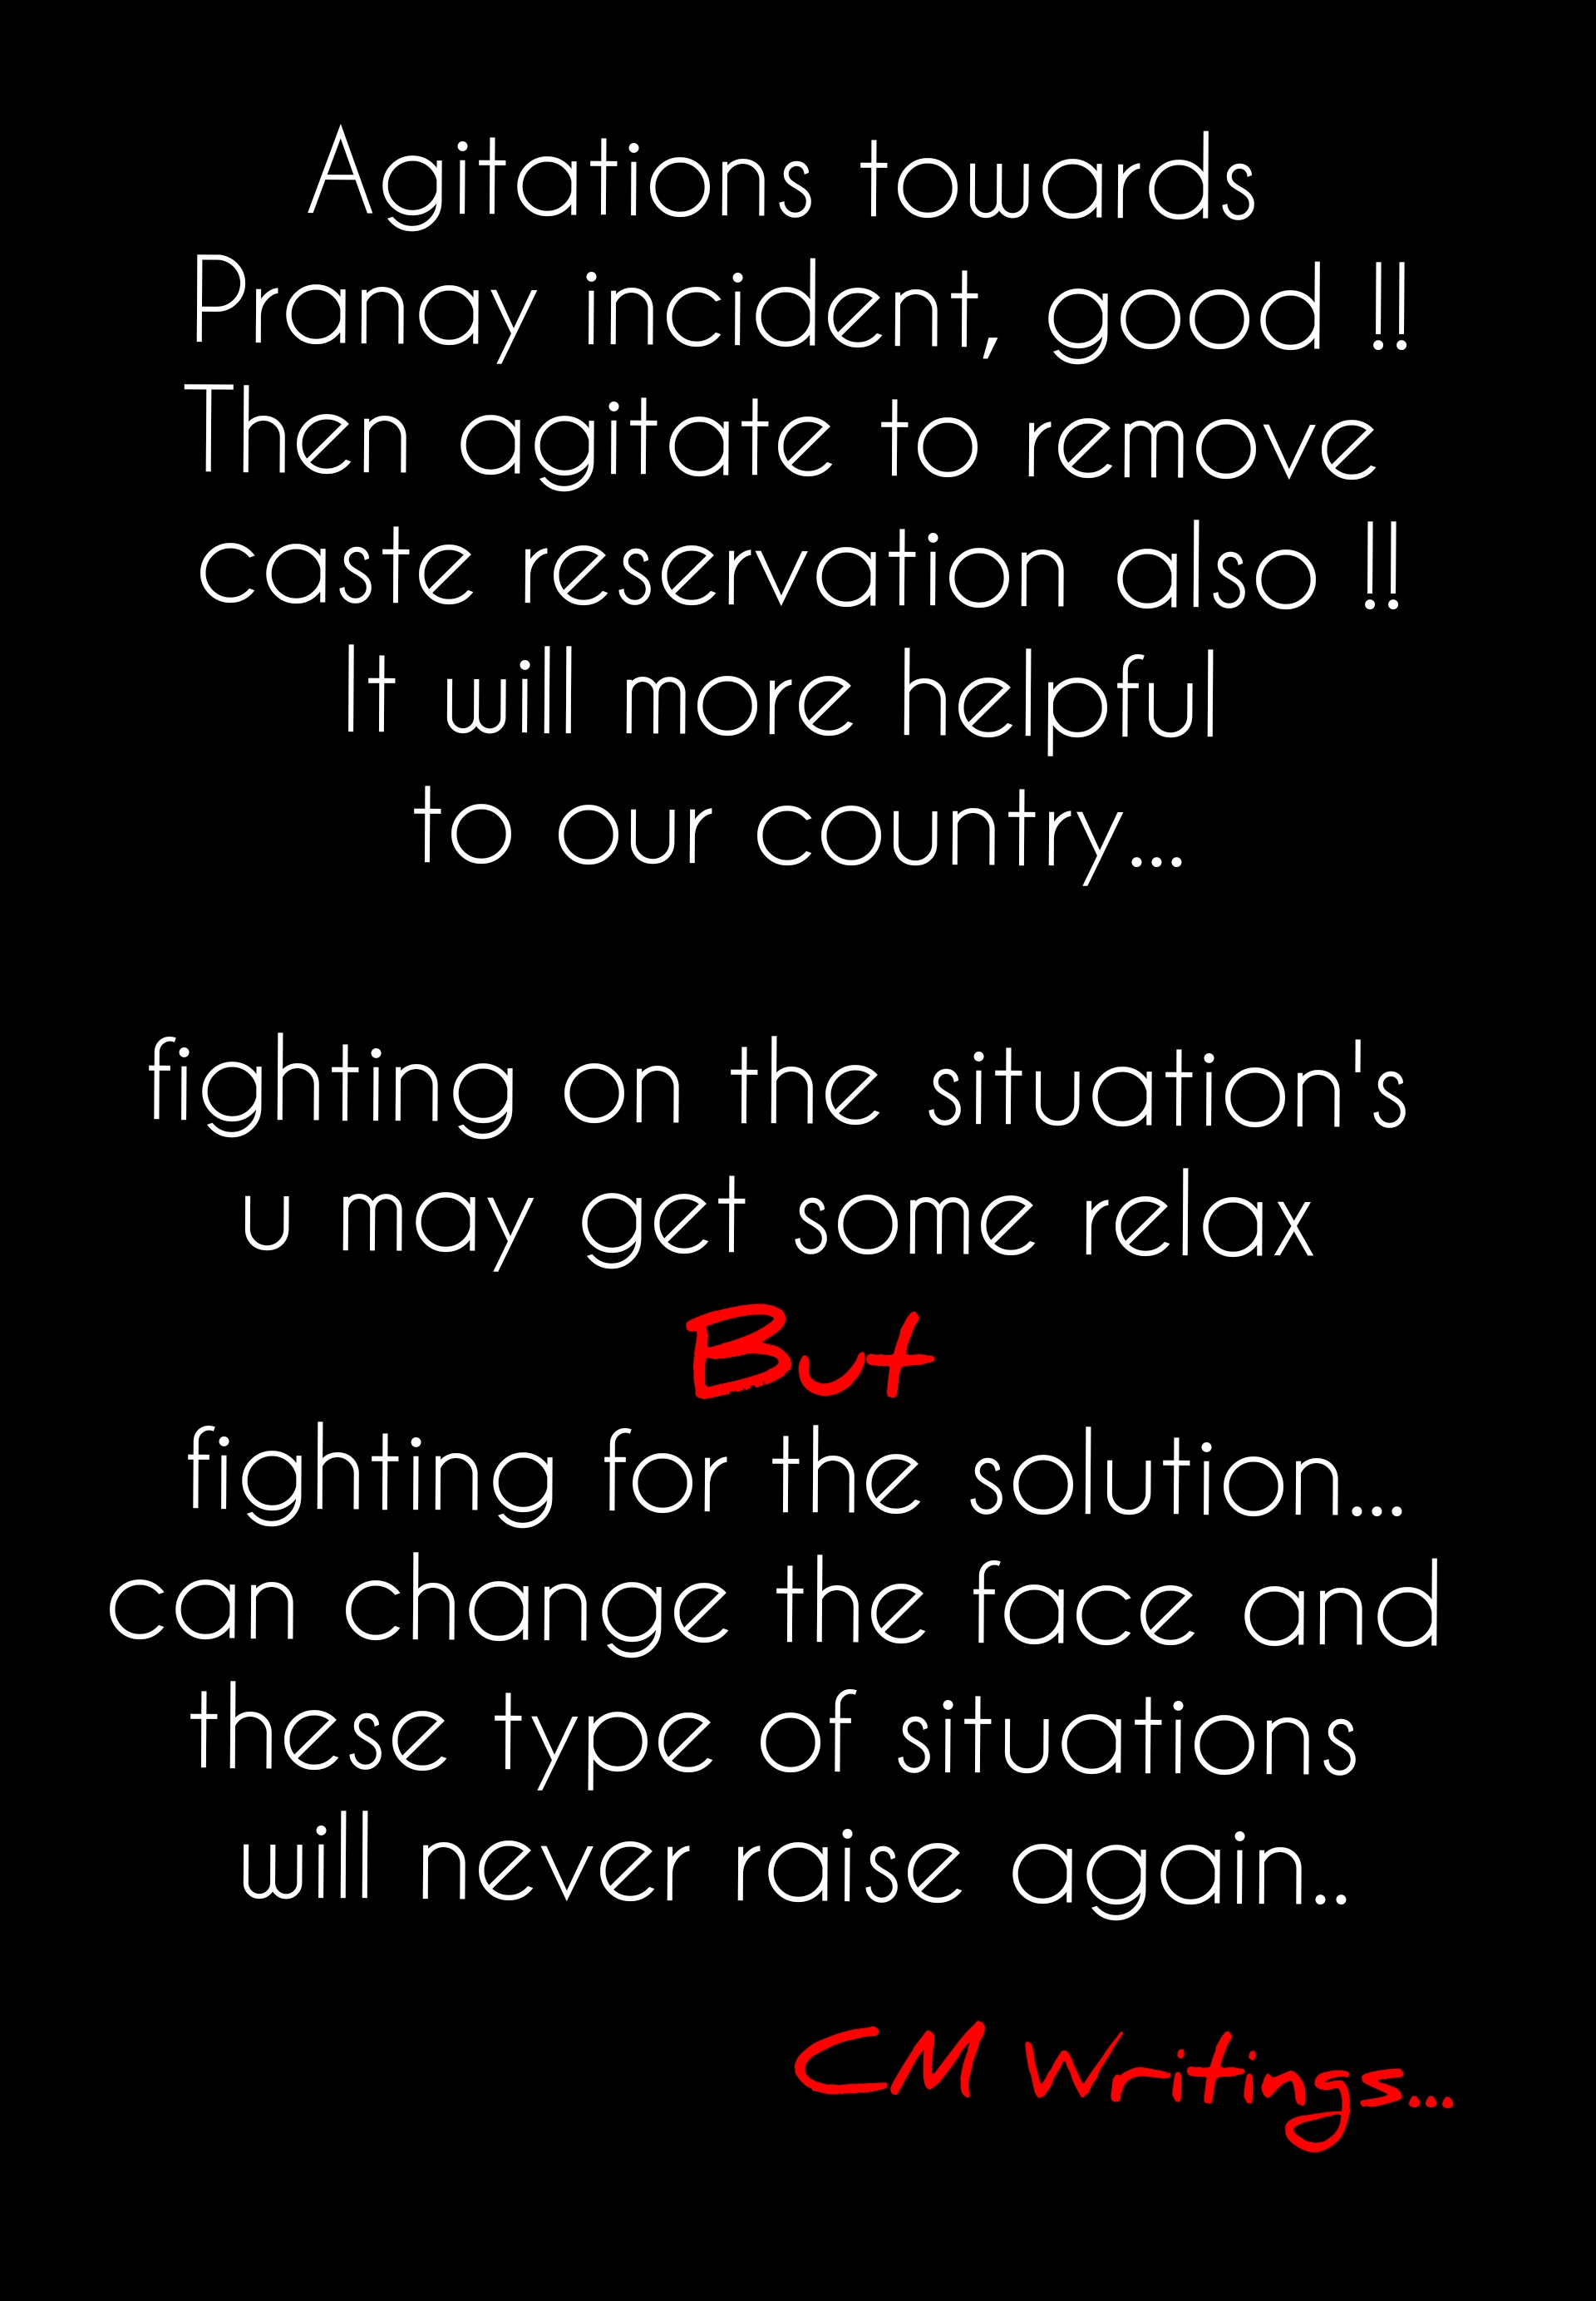 Agitations towards
Pranay incident, good !!
Then agitate to remove
caste reservation also !!
It will more helpful
to our country...
fighting on the situation's
u may get some relax
But
fighting for the solution...
can change the face and
these type of situations
will never raise again..
CM Writings...